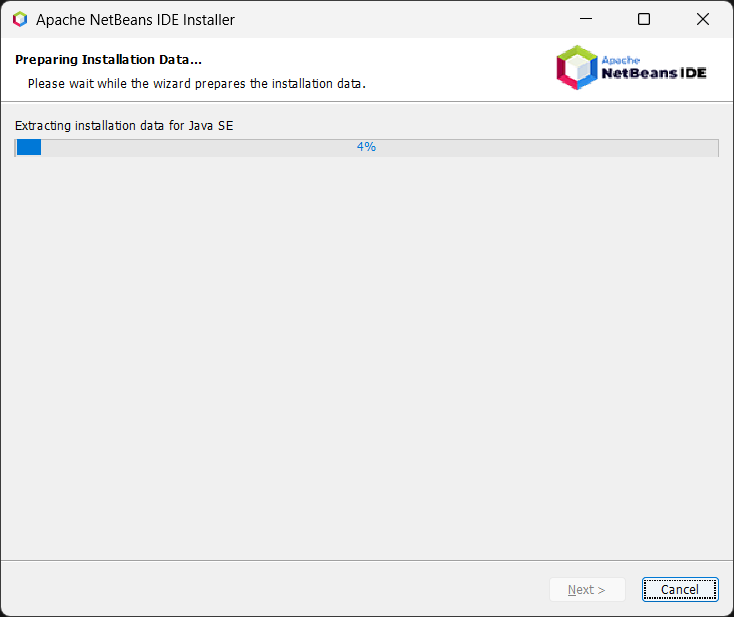 Apache NetBeans IDE Installer
Preparing Installation Data...
Please wait while the wizard prepares the installation data.
Apache
NetBeans IDE
Extracting installation data for Java SE
4%
Next >
Cancel